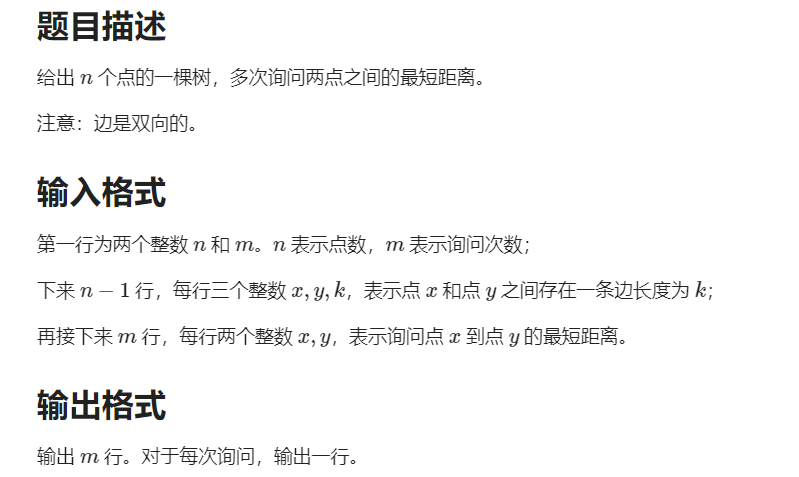 题目描述
给出 n 个点的一棵树，多次询问两点之间的最短距离。
注意：边是双向的。
输入格式
第一行为两个整数 n 和 m。n 表示点数，m 表示询问次数；
下来 n − 1 行，每行三个整数 x, y, k，表示点 x 和点 y 之间存在一条边长度为 k；
再接下来 m 行，每行两个整数 x, y，表示询问点 x 到点 y 的最短距离。
输出格式
输出 m 行。对于每次询问，输出一行。